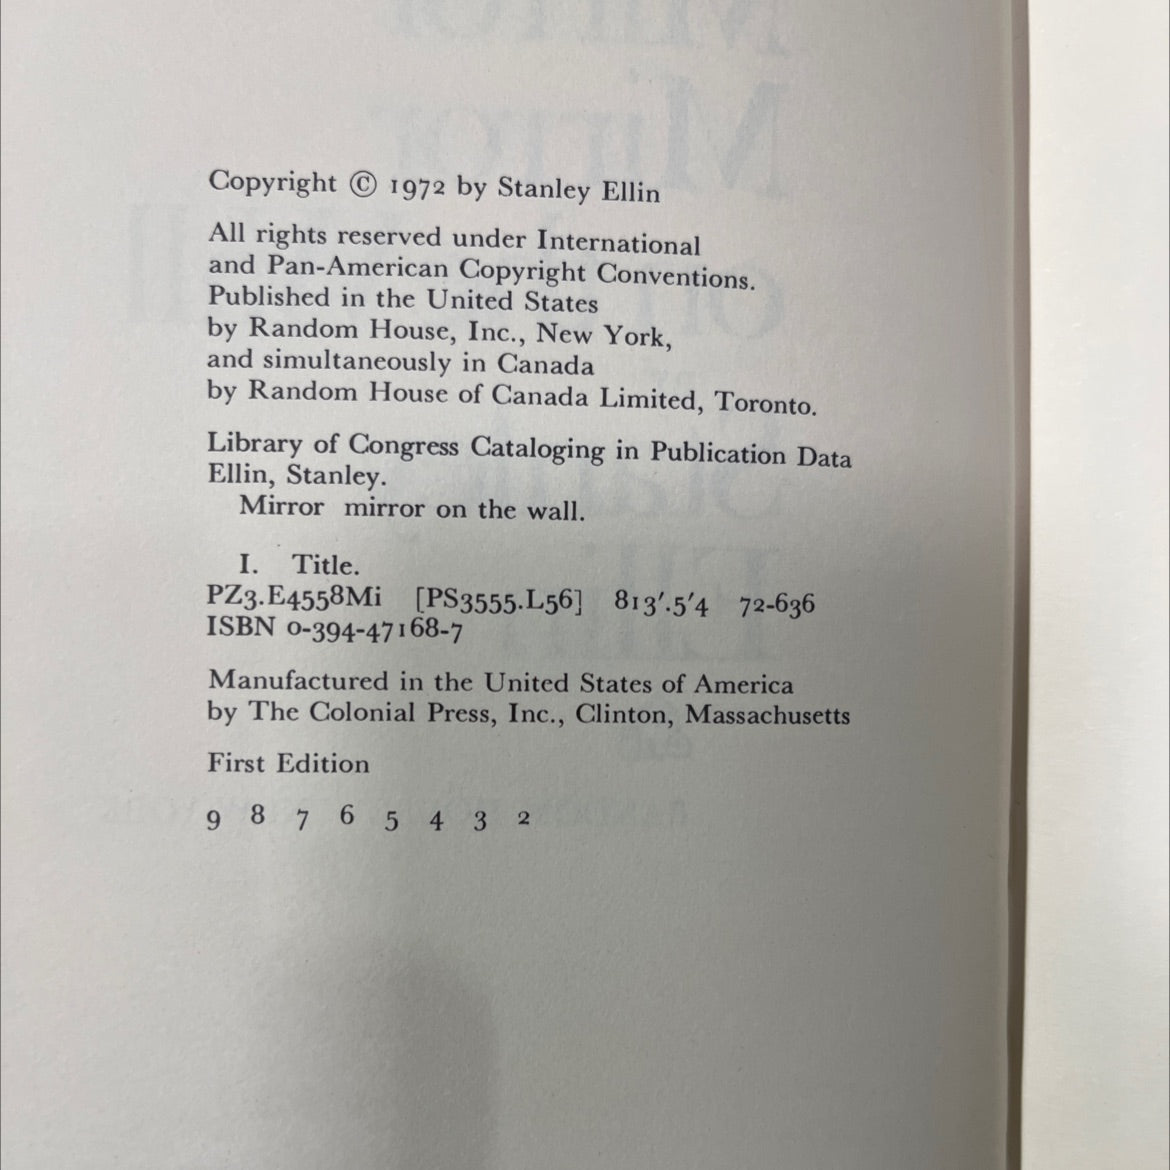 Copyright © 1972 by Stanley Ellin
All rights reserved under International
and Pan-American Copyright Conventions.
Published in the United States
by Random House, Inc., New York,
and simultaneously in Canada
by Random House of Canada Limited, Toronto.
Library of Congress Cataloging in Publication Data
Ellin, Stanley.
Mirror mirror on the wall.
I. Title.
PZ3.E4558Mi [PS3555.L56] 813'.5'4 72-636
ISBN 0-394-47168-7
Manufactured in the United States of America
by The Colonial Press, Inc., Clinton, Massachusetts
First Edition
9 8 7 6 5 4 3 2